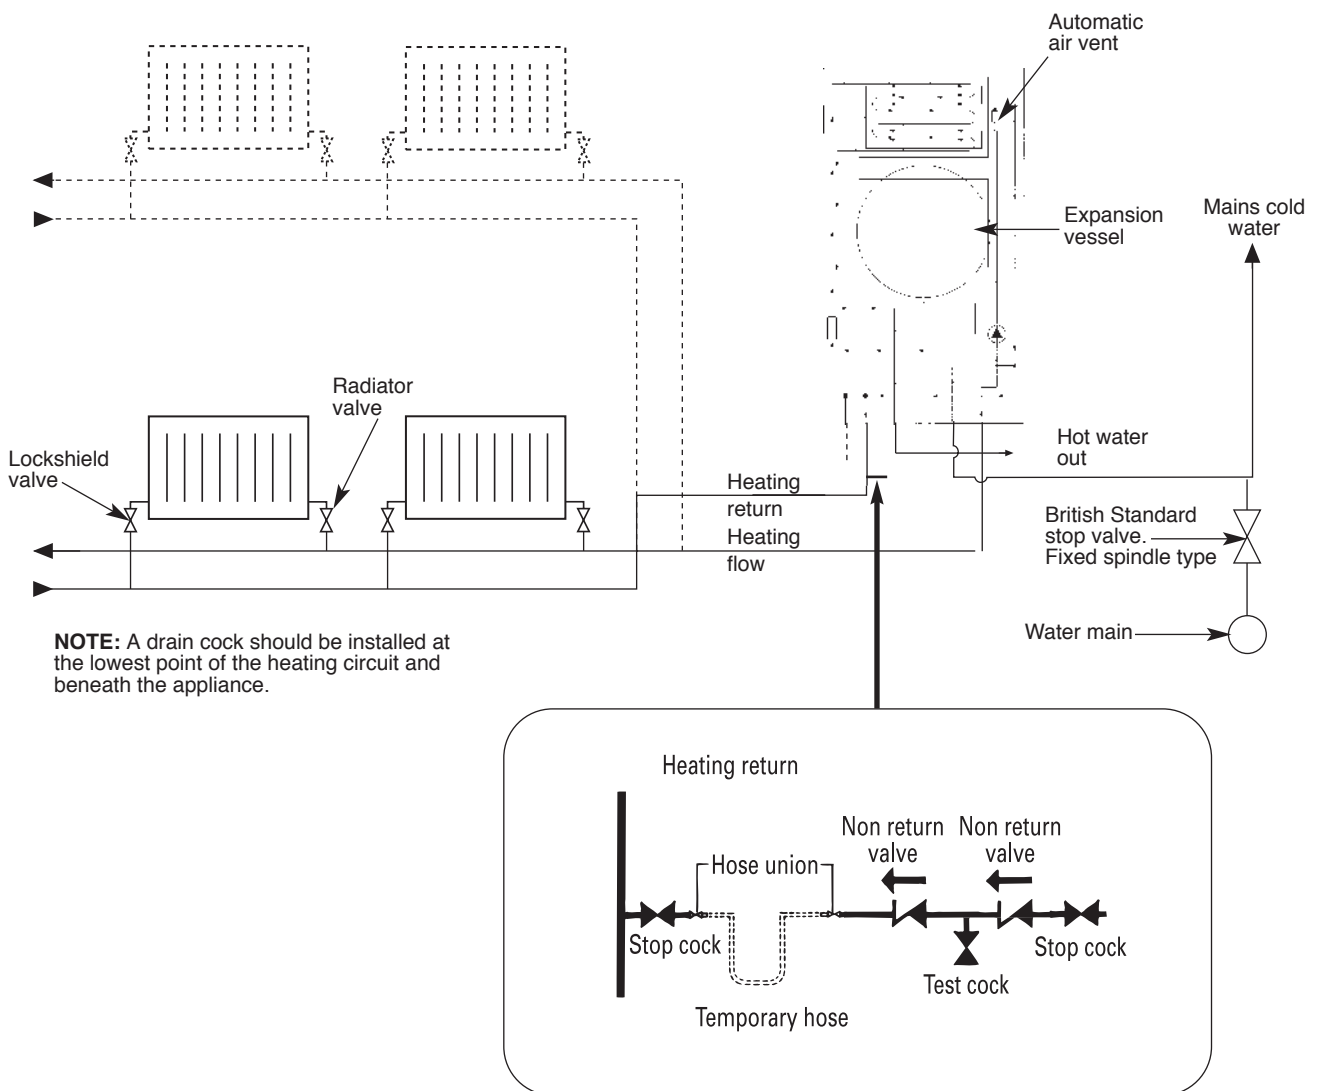 Automatic
air vent
Expansion
vessel
Mains cold
water
Radiator
valve
Lockshield
valve
Hot water
out
Heating
return
Heating
flow
British Standard
stop valve.
Fixed spindle type
Water main
NOTE: A drain cock should be installed at
the lowest point of the heating circuit and
beneath the appliance.
Heating return
Non return
valve
Non return
valve
Hose union
Stop cock
Stop cock
Test cock
Temporary hose